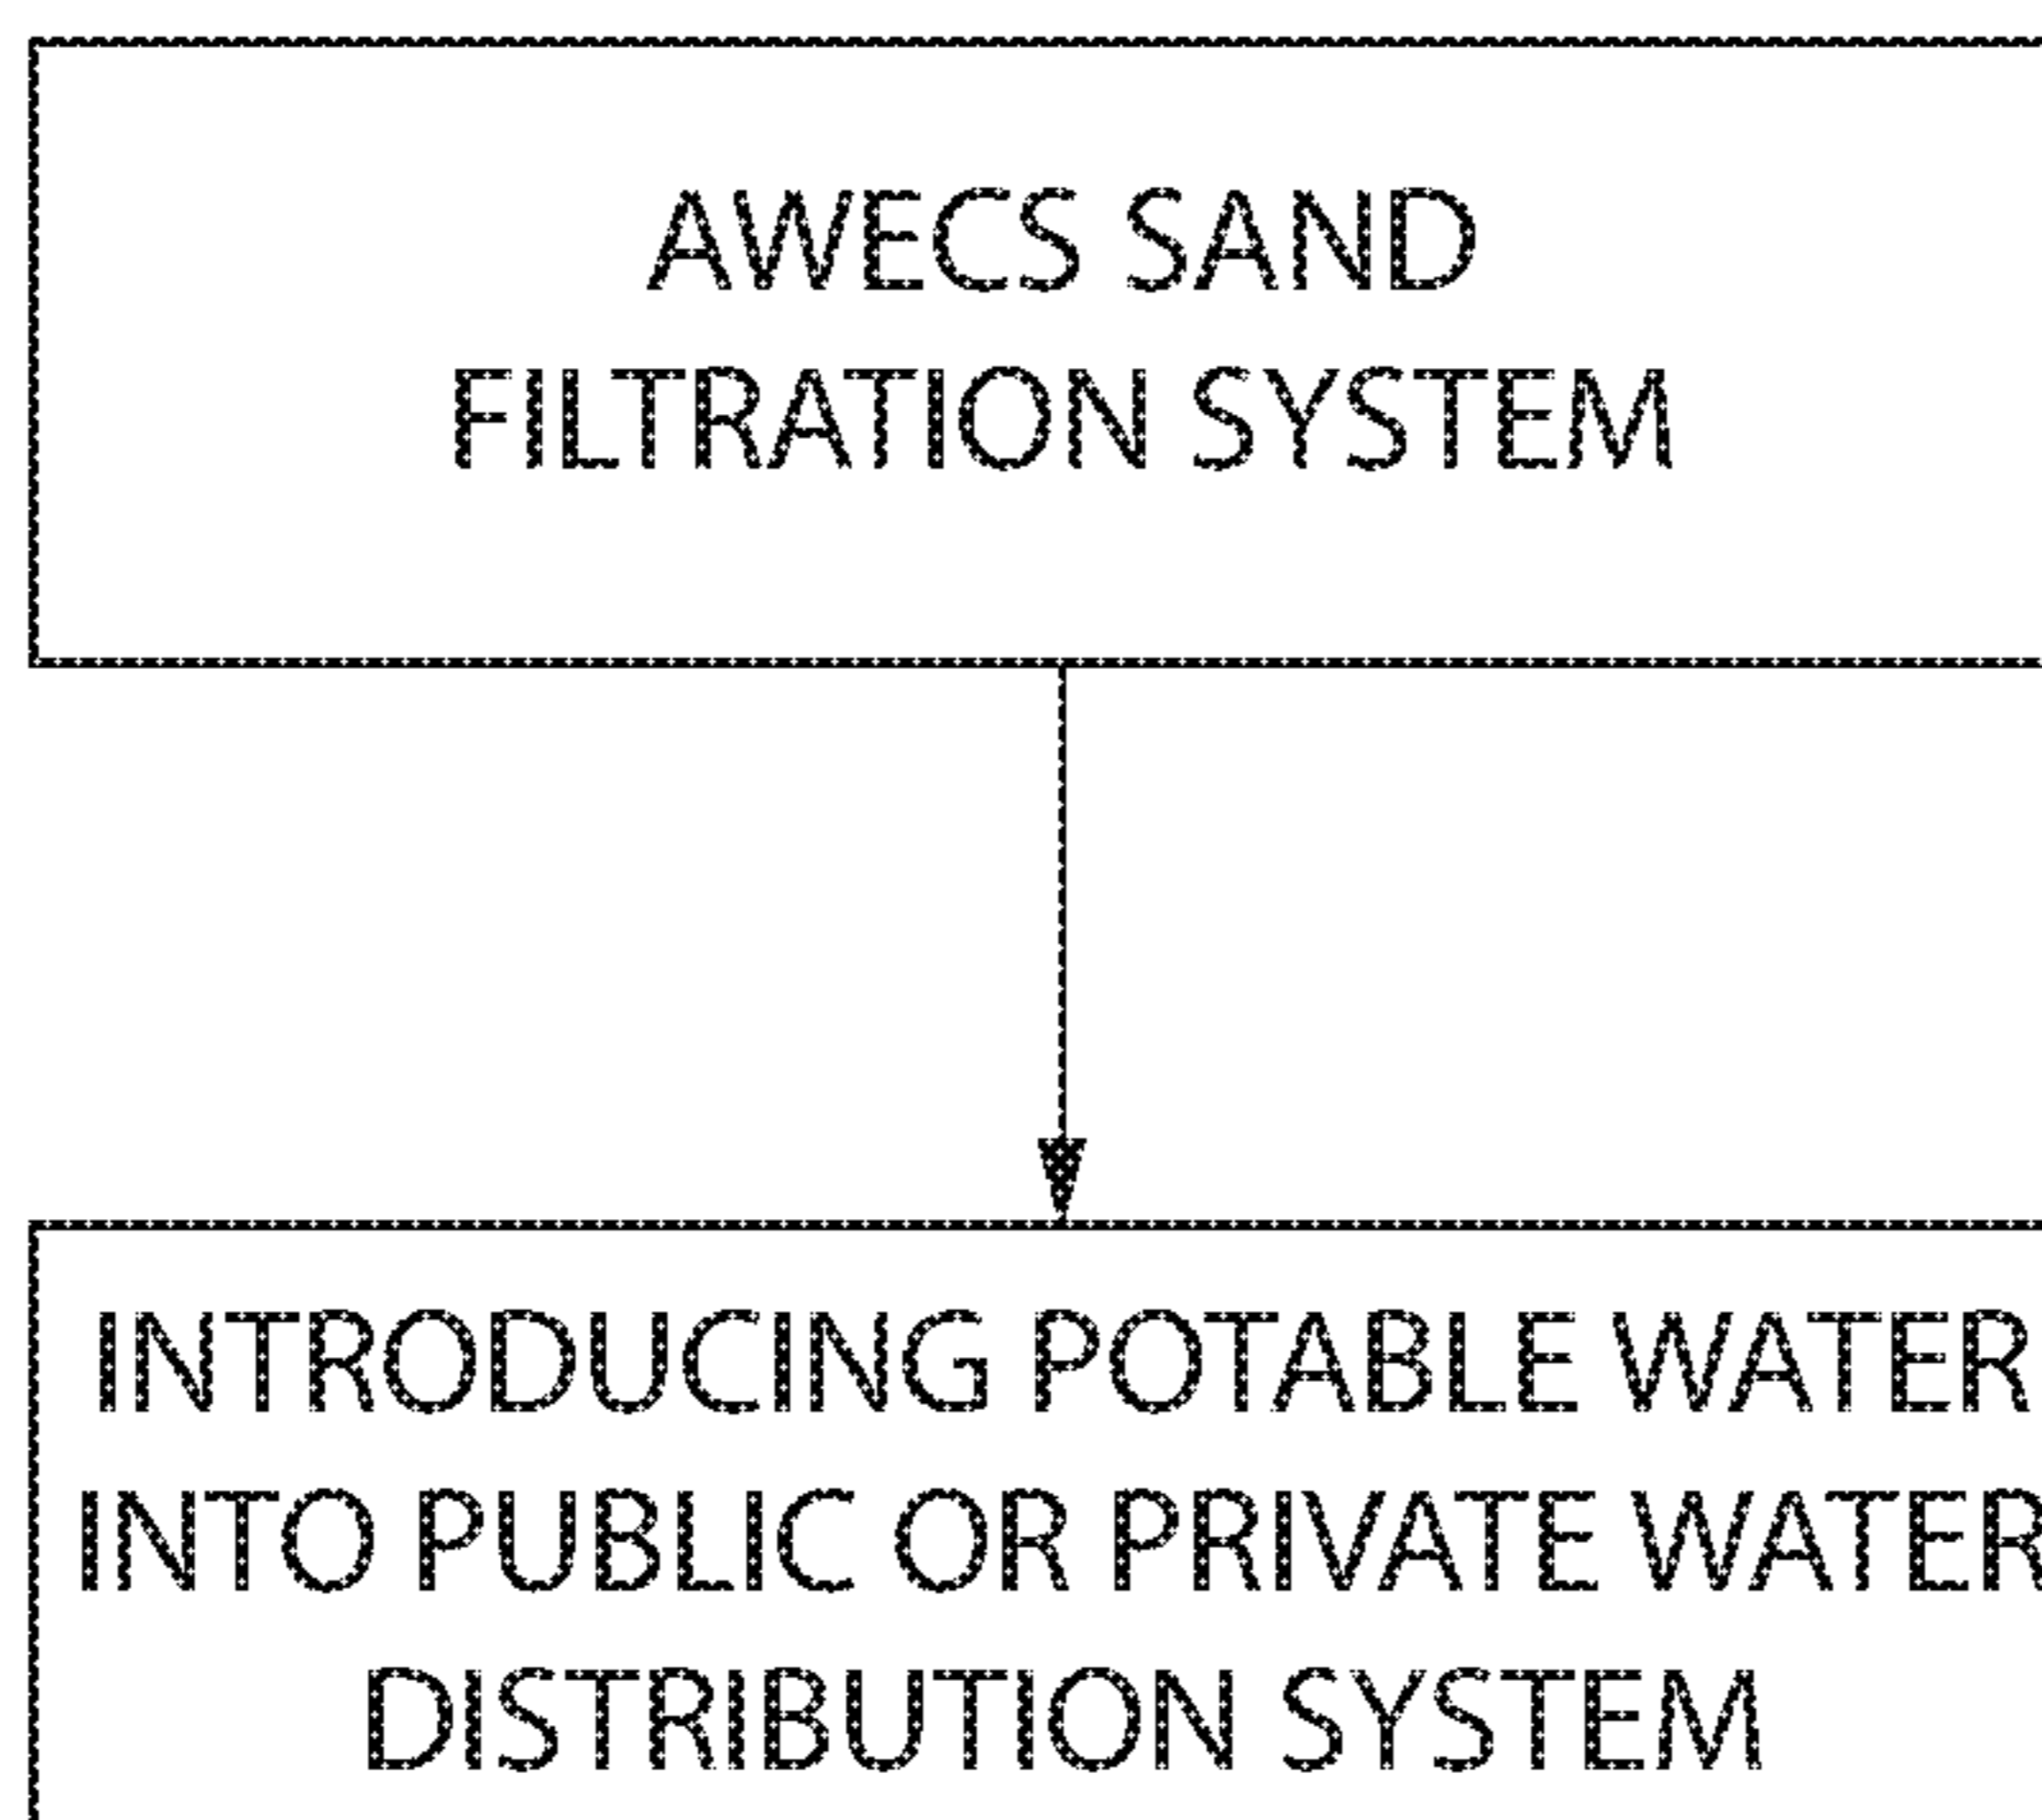 AWECS SAND
FILTRATION SYSTEM
INTRODUCING POTABLE WATER
INTO PUBLIC OR PRIVATE WATER
DISTRIBUTION SYSTEM